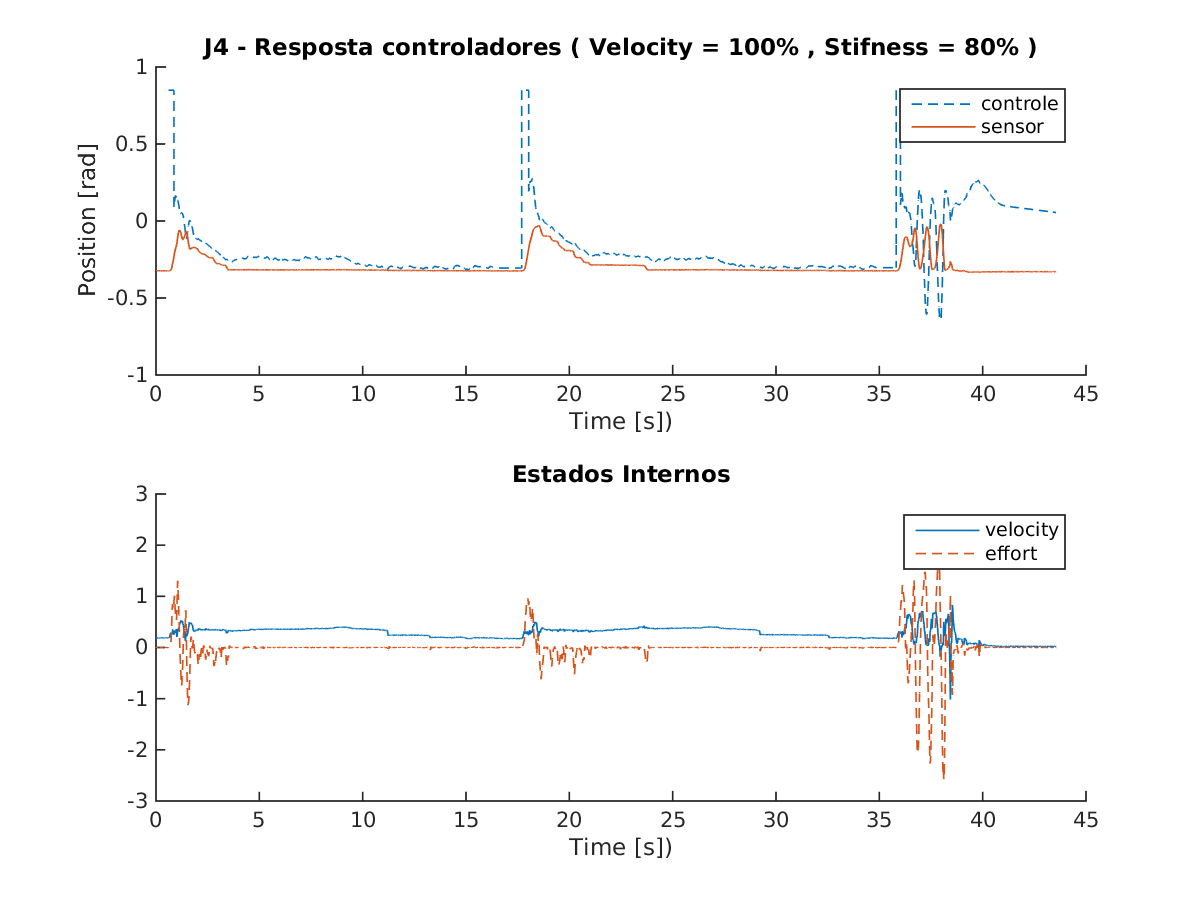 J4 - Resposta controladores ( Velocity = 100% , Stifness = 80% )
1
0.5
0
-0.5
-1
Position [rad]
controle
sensor
0 5 10 15 20 25 30 35 40 45
Time [s])
Estados Internos
3
2
1
0
-1
-2
-3
velocity
effort
0 5 10 15 20 25 30 35 40 45
Time [s])